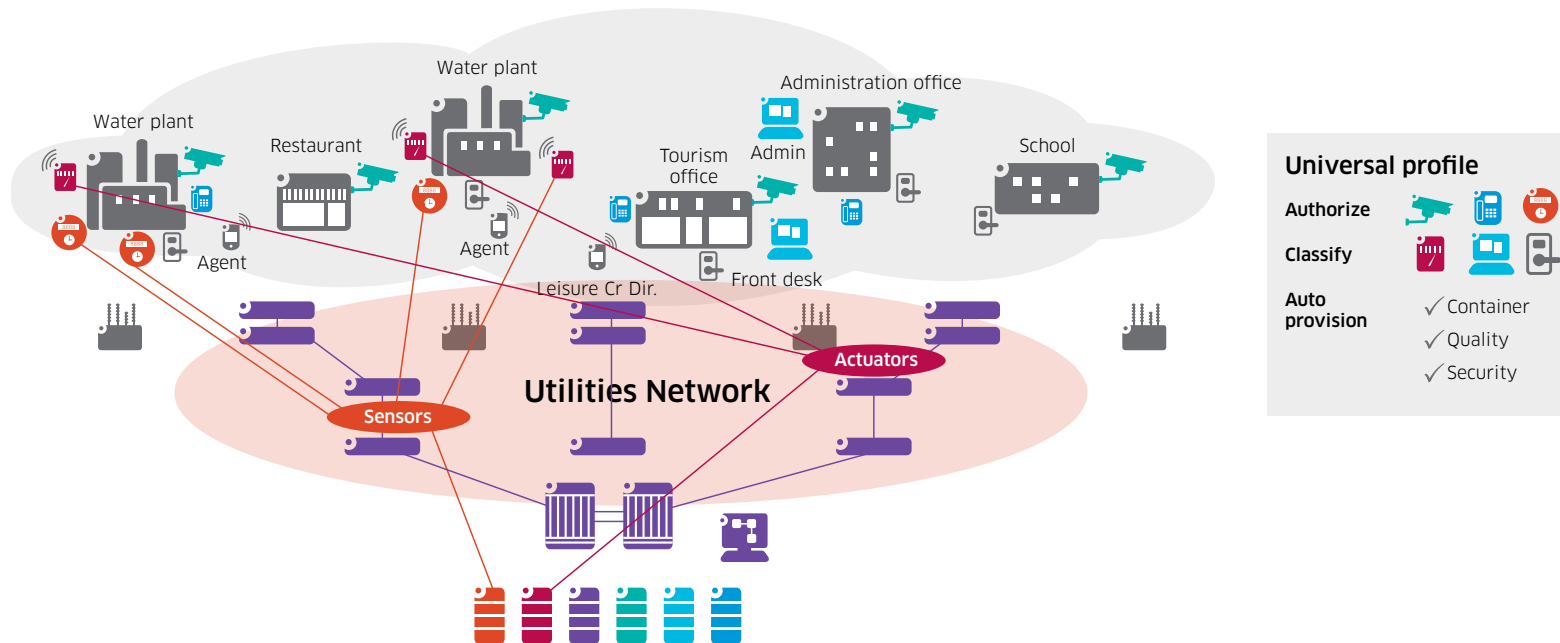 Water plant
Administration office
Water plant
Restaurant
Tourism
office
Admin
School
Agent
Agent
Front desk
Leisure Cr Dir.
Actuators
Utilities Network
Sensors
Universal profile
Authorize
Classify
Auto
provision
✓ Container
✓ Quality
✓ Security